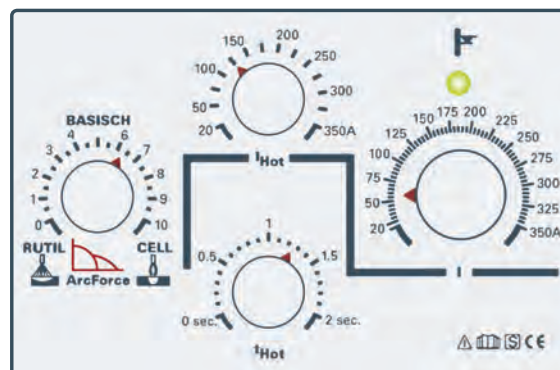 BASISCH
0 1 2 3 4 6 7 8 9 10
RUTIL
CELL
ArcForce
20 50 100 150 200 250 300 350A
IHot
0 sec. 0.5 1 1.5 2 sec.
tHot
20 50 75 100 125 150 175 200 225 250 275 300 325 350A
I
S CE